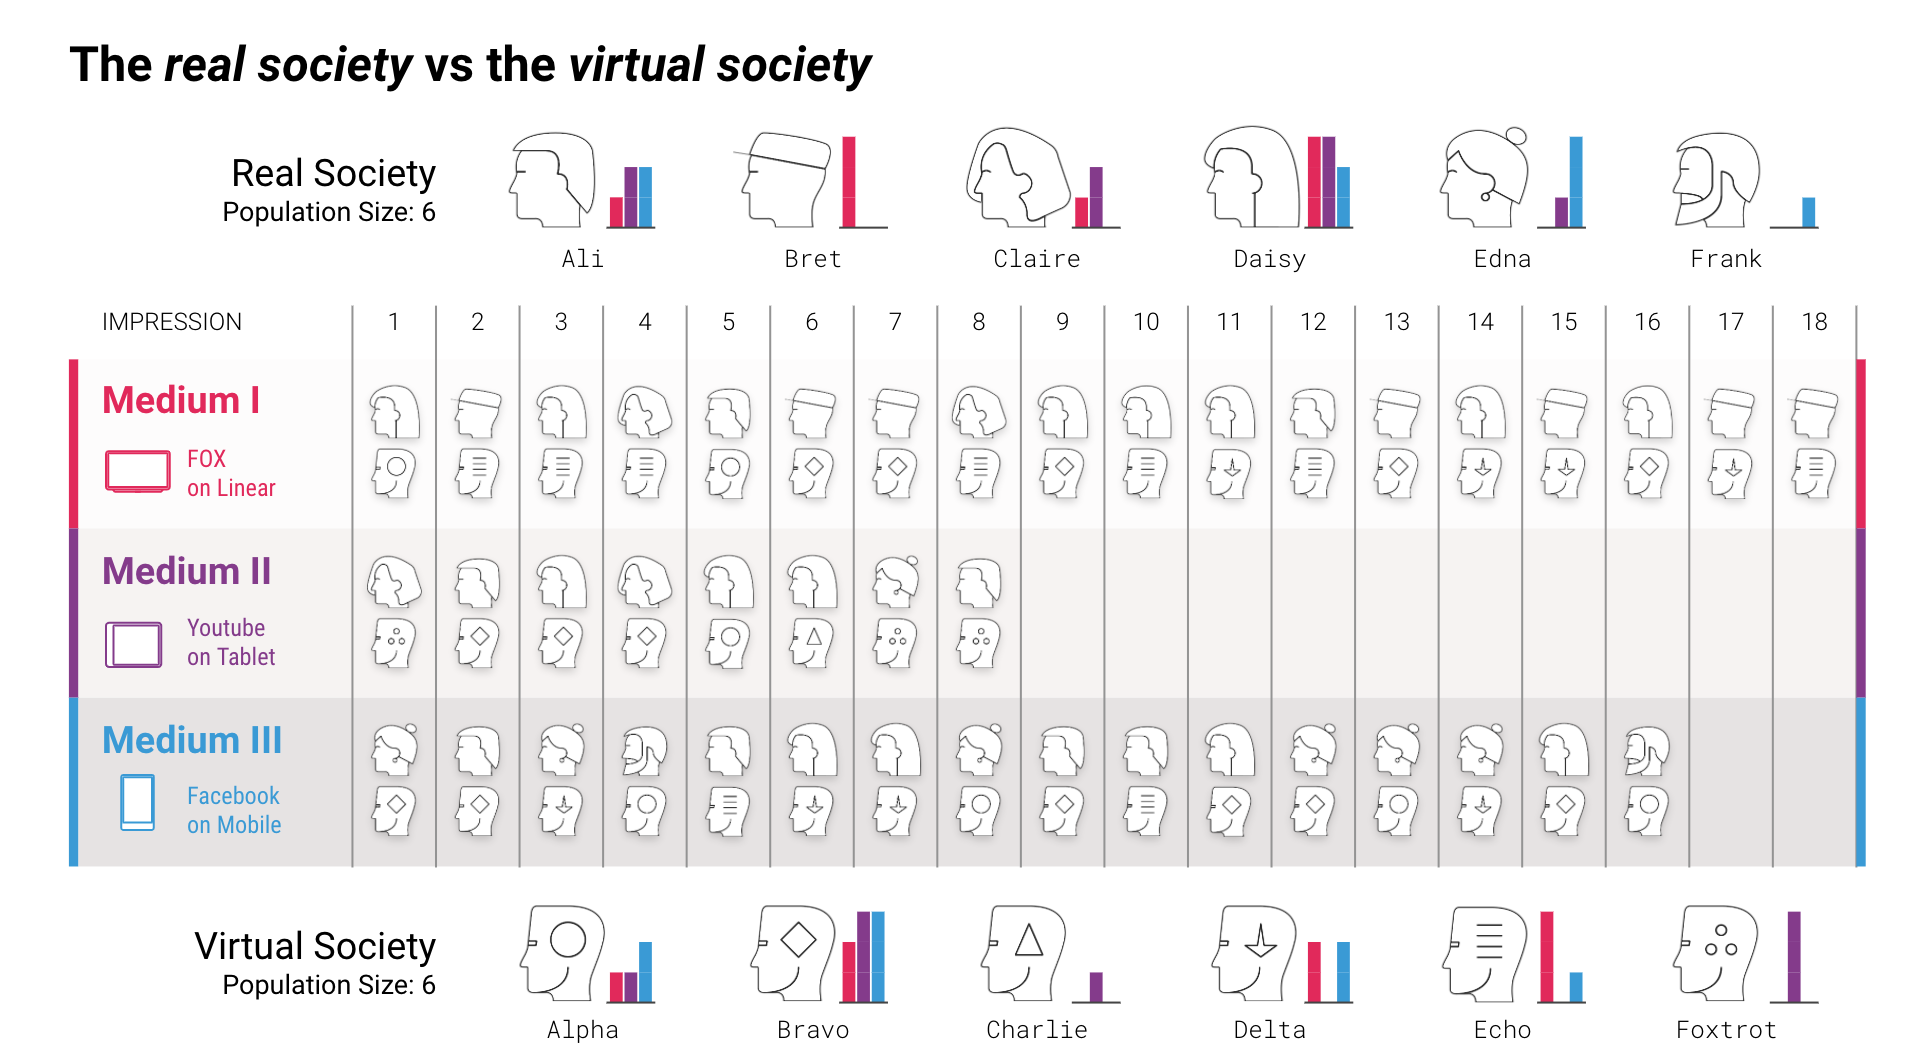 The real society vs the virtual society
Real Society
Population Size: 6
Ali
Bret
Claire
Daisy
Edna
Frank
IMPRESSION 1 2 3 4 5 6 7 8 9 10 11 12 13 14 15 16 17 18
Medium I
FOX
on Linear
Medium II
Youtube
on Tablet
Medium III
Facebook
on Mobile
Virtual Society
Population Size: 6
Alpha
Bravo
Charlie
Delta
Echo
Foxtrot